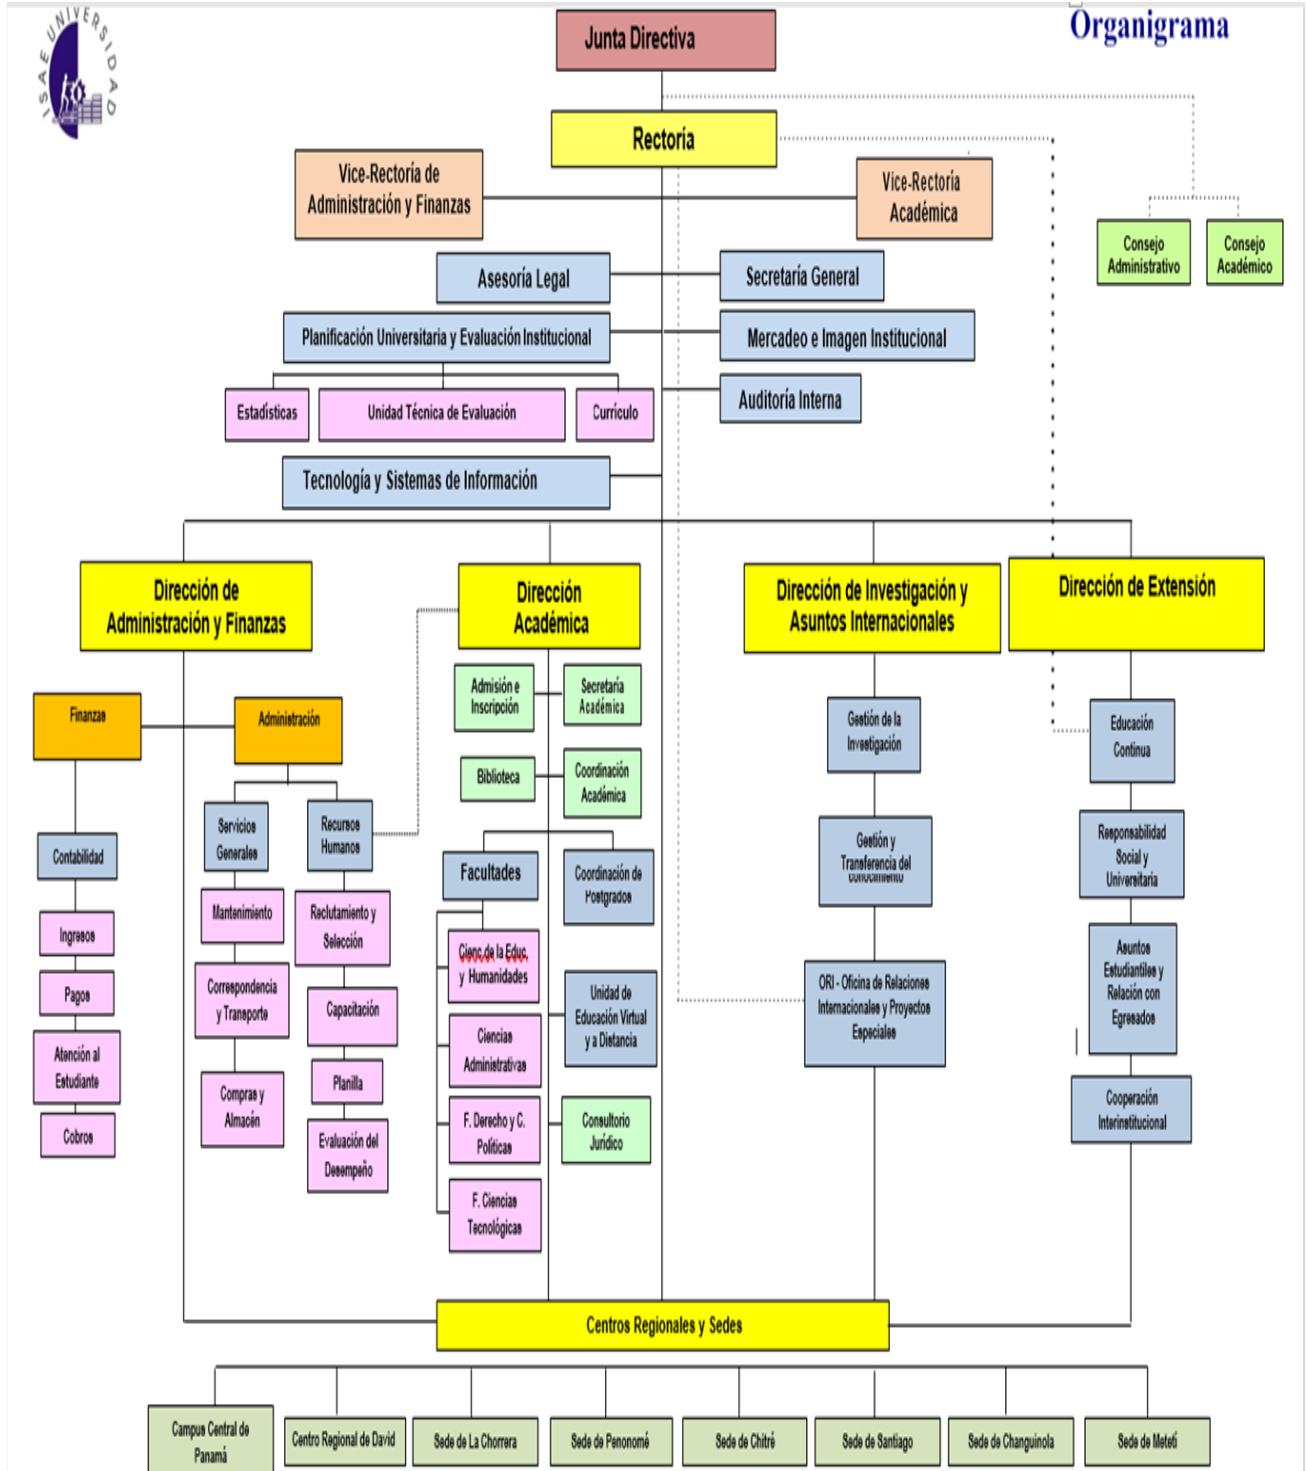 ISAE UNIVERSIDAD
Organigrama
Junta Directiva
Rectoría
Vice-Rectoría de
Administración y Finanzas
Vice-Rectoría
Académica
Consejo
Administrativo
Consejo
Académico
Asesoría Legal
Secretaría General
Planificación Universitaria y Evaluación Institucional
Mercadeo e Imagen Institucional
Estadísticas
Unidad Técnica de Evaluación
Currículo
Auditoría Interna
Tecnología y Sistemas de Información
Dirección de
Administración y Finanzas
Dirección
Académica
Dirección de Investigación y
Asuntos Internacionales
Dirección de Extensión
Finanzas
Administración
Contabilidad
Ingresos
Pagos
Atención al
Estudiante
Cobros
Servicios
Generales
Mantenimiento
Correspondencia
y Transporte
Compras y
Almacén
Recursos
Humanos
Reclutamiento y
Selección
Capacitación
Planilla
Evaluación del
Desempeño
Admisión e
Inscripción
Secretaría
Académica
Biblioteca
Coordinación
Académica
Facultades
Coordinación de
Postgrados
Cienc.de la Educ.
y Humanidades
Ciencias
Administrativas
F. Derecho y C.
Políticas
F. Ciencias
Tecnológicas
Unidad de
Educación Virtual
y a Distancia
Consultorio
Jurídico
Gestión de la
Investigación
Gestión y
Transferencia del
conocimiento
ORI - Oficina de Relaciones
Internacionales y Proyectos
Especiales
Educación
Continua
Responsabilidad
Social y
Universitaria
Asuntos
Estudiantiles y
Relación con
Egresados
Cooperación
Interinstitucional
Centros Regionales y Sedes
Campus Central de
Panamá
Centro Regional de David
Sede de La Chorrera
Sede de Penonomé
Sede de Chitré
Sede de Santiago
Sede de Changuinola
Sede de Metetí